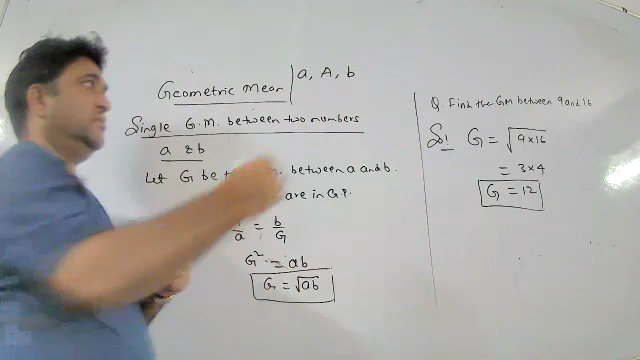 Geometric Mean
a, A, b
Single G.M. between two numbers
a & b
Let G be between a and b.
are in G.P.
a = b/G
G² = ab
G = √ab
Q. Find the GM between 9 and 16
Sol G = √9×16
= 3×4
G = 12